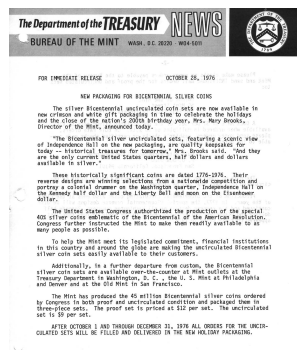 The Department of the TREASURY NEWS
BUREAU OF THE MINT WASH., D.C. 20220 - W04-5011
FOR IMMEDIATE RELEASE OCTOBER 28, 1976
NEW PACKAGING FOR BICENTENNIAL SILVER COINS
The silver Bicentennial uncirculated coin sets are now available in
new crimson and white gift packaging in time to celebrate the holidays
and the close of the nation's 200th birthday year, Mrs. Mary Brooks,
Director of the Mint, announced today.
"The Bicentennial silver uncirculated sets, featuring a scenic view
of Independence Hall on the new packaging, are quality keepsakes for
today -- historical treasures for tomorrow," Mrs. Brooks said. "And they
are the only current United States quarters, half dollars and dollars
available in silver."
These historically significant coins are dated 1776-1976. Their
reverse designs are winning selections from a nationwide competition and
portray a colonial drummer on the Washington quarter, Independence Hall on
the Kennedy half dollar and the Liberty Bell and moon on the Eisenhower
dollar.
The United States Congress authorized the production of the special
40% silver coins emblematic of the Bicentennial of the American Revolution.
Congress further instructed the Mint to make them readily available to as
many people as possible.
To help the Mint meet its legislated commitment, financial institutions
in this country and around the globe are making the uncirculated Bicentennial
silver coin sets easily available to their customers.
Additionally, in a further departure from custom, the Bicentennial
silver coin sets are available over-the-counter at Mint outlets at the
Treasury Department in Washington, D. C., the U. S. Mint at Philadelphia
and Denver and at the Old Mint in San Francisco.
The Mint has produced the 45 million Bicentennial silver coins ordered
by Congress in both proof and uncirculated condition and packaged them in
three-piece sets. The proof set is priced at $12 per set. The uncirculated
set is $9 per set.
AFTER OCTOBER 1 AND THROUGH DECEMBER 31, 1976 ALL ORDERS FOR THE UNCIR-
CULATED SETS WILL BE FILLED AND DELIVERED IN THE NEW HOLIDAY PACKAGING.